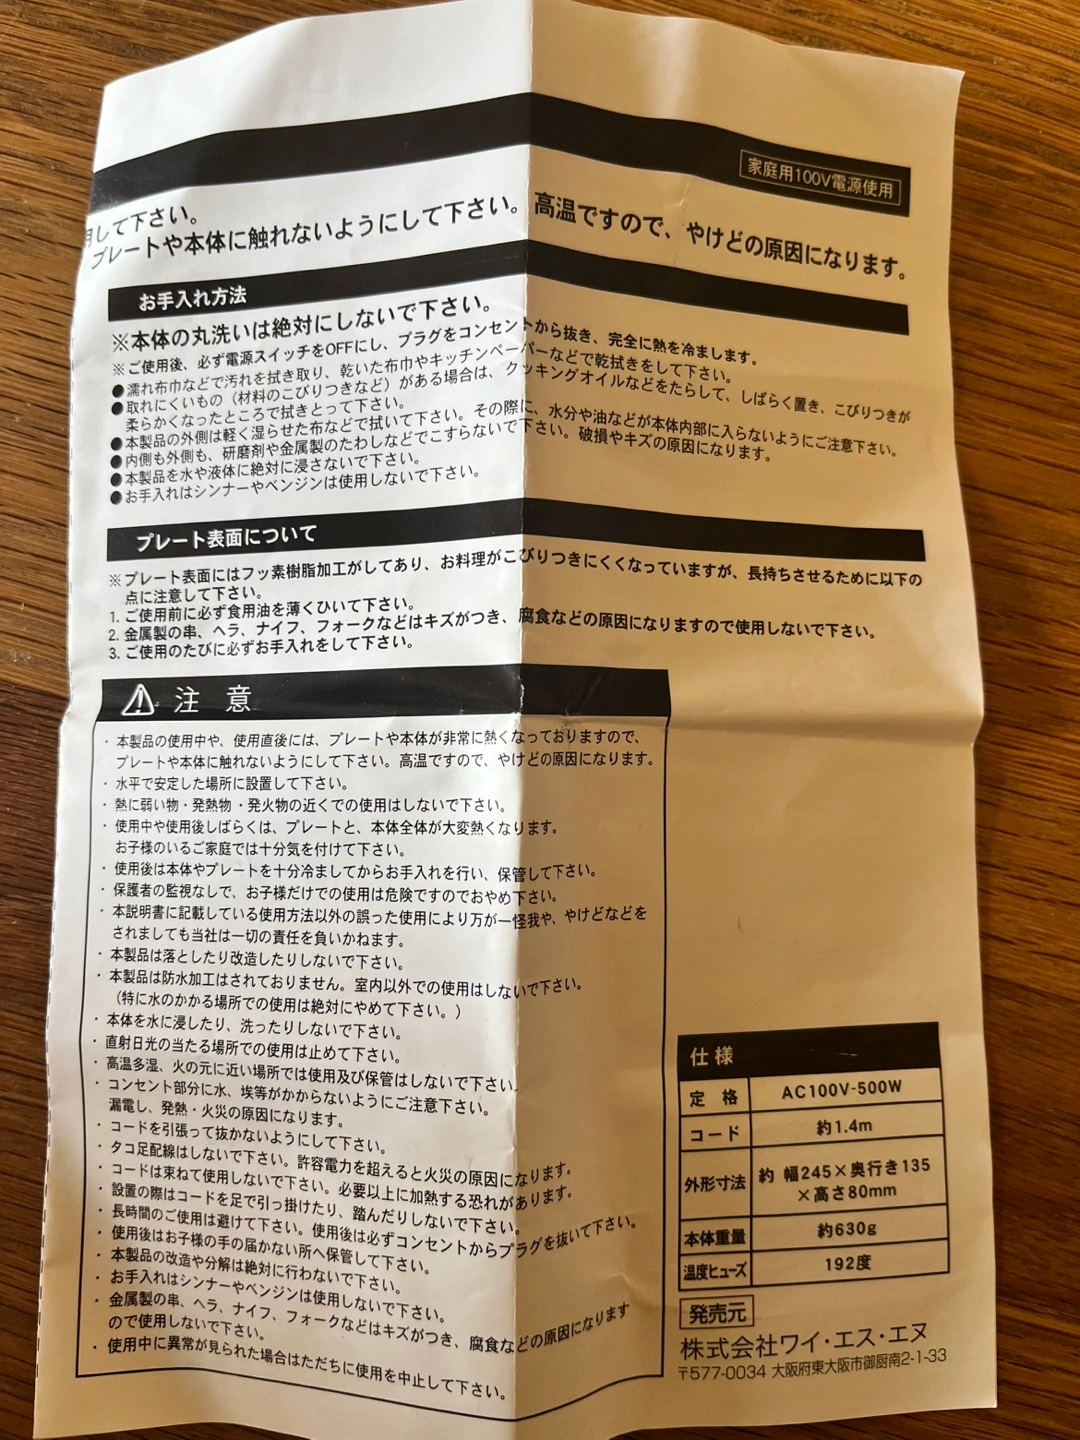 家庭用100V電源使用
用して下さい。
プレートや本体に触れないようにして下さい。高温ですので、やけどの原因になります。
お手入れ方法
※本体の丸洗いは絶対にしないで下さい。
※ご使用後、必ず電源スイッチをOFFにし、プラグをコンセントから抜き、完全に熱を冷まします。
●濡れ布巾などで汚れを拭き取り、乾いた布巾やキッチンペーパーなどで乾拭きをして下さい。
●取れにくいもの（材料のこびりつきなど）がある場合は、クッキングオイルなどをたらして、しばらく置き、こびりつきが
柔らかくなったところで拭きとって下さい。
●本製品の外側は軽く湿らせた布などで拭いて下さい。その際に、水分や油などが本体内部に入らないようにご注意下さい。
●内側も外側も、研磨剤や金属製のたわしなどでこすらないで下さい。破損やキズの原因になります。
●本製品を水や液体に絶対に浸さないで下さい。
●お手入れはシンナーやベンジンは使用しないで下さい。
プレート表面について
※プレート表面にはフッ素樹脂加工がしてあり、お料理がこびりつきにくくなっていますが、長持ちさせるために以下の
点に注意して下さい。
1. ご使用前に必ず食用油を薄くひいて下さい。
2. 金属製の串、ヘラ、ナイフ、フォークなどはキズがつき、腐食などの原因になりますので使用しないで下さい。
3. ご使用のたびに必ずお手入れをして下さい。
注 意
・本製品の使用中や、使用直後には、プレートや本体が非常に熱くなっておりますので、
プレートや本体に触れないようにして下さい。高温ですので、やけどの原因になります。
・水平で安定した場所に設置して下さい。
・熱に弱い物・発熱物・発火物の近くでの使用はしないで下さい。
・使用中や使用後しばらくは、プレートと、本体全体が大変熱くなります。
お子様のいるご家庭では十分気を付けて下さい。
・使用後は本体やプレートを十分冷ましてからお手入れを行い、保管して下さい。
・保護者の監視なしで、お子様だけでの使用は危険ですのでおやめ下さい。
・本説明書に記載している使用方法以外の誤った使用により万が一怪我や、やけどなどを
されましても当社は一切の責任を負いかねます。
・本製品は落としたり改造したりしないで下さい。
・本製品は防水加工はされておりません。室内以外での使用はしないで下さい。
（特に水のかかる場所での使用は絶対にやめて下さい。）
・本体を水に浸したり、洗ったりしないで下さい。
・直射日光の当たる場所での使用は止めて下さい。
・高温多湿、火の元に近い場所では使用及び保管はしないで下さい。
・コンセント部分に水、埃等がかからないようにご注意下さい。
漏電し、発熱・火災の原因になります。
・コードを引張って抜かないようにして下さい。
・タコ足配線はしないで下さい。許容電力を超えると火災の原因になります。
・コードは束ねて使用しないで下さい。必要以上に加熱する恐れがあります。
・設置の際はコードを足で引っ掛けたり、踏んだりしないで下さい。
・長時間のご使用は避けて下さい。使用後は必ずコンセントからプラグを抜いて下さい。
・使用後はお子様の手の届かない所へ保管して下さい。
・本製品の改造や分解は絶対に行わないで下さい。
・お手入れはシンナーやベンジンは使用しないで下さい。
・金属製の串、ヘラ、ナイフ、フォークなどはキズがつき、腐食などの原因になります
ので使用しないで下さい。
・使用中に異常が見られた場合はただちに使用を中止して下さい。
仕様
定 格 AC100V-500W
コード 約1.4m
外形寸法 約 幅245×奥行き135
×高さ80mm
本体重量 約630g
温度ヒューズ 192度
発売元
株式会社ワイ・エス・エヌ
〒577-0034 大阪府東大阪市御厨南2-1-33